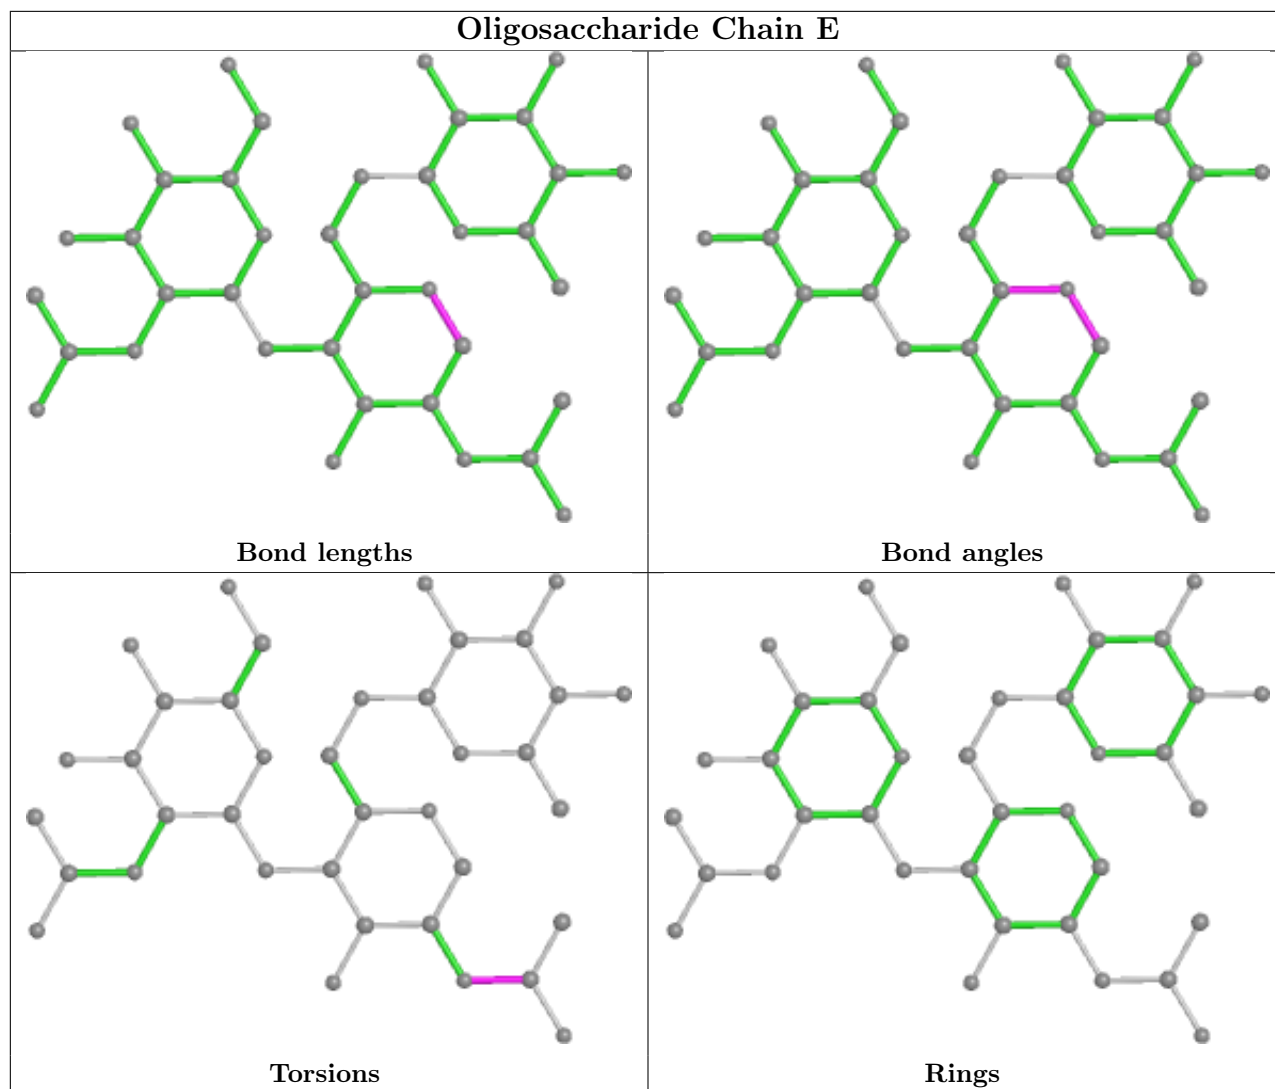 Oligosaccharide Chain E
Bond lengths
Bond angles
Torsions
Rings